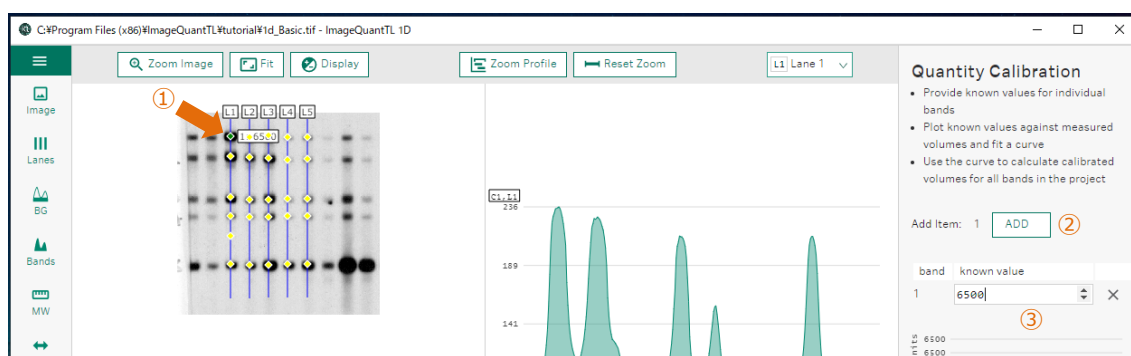 C:¥Program Files (x86)¥ImageQuantTL¥tutorial¥1d_Basic.tif - ImageQuantTL 1D
Zoom Image
Fit
Display
Zoom Profile
Reset Zoom
L1 Lane 1
Image
Lanes
BG
Bands
MW
①
L1 L2 L3 L4 L5
1, 6500
C1,L1
236
189
141
Quantity Calibration
• Provide known values for individual
bands
• Plot known values against measured
volumes and fit a curve
• Use the curve to calculate calibrated
volumes for all bands in the project
Add Item: 1 ADD ②
band known value
1 6500
③
6500
6500